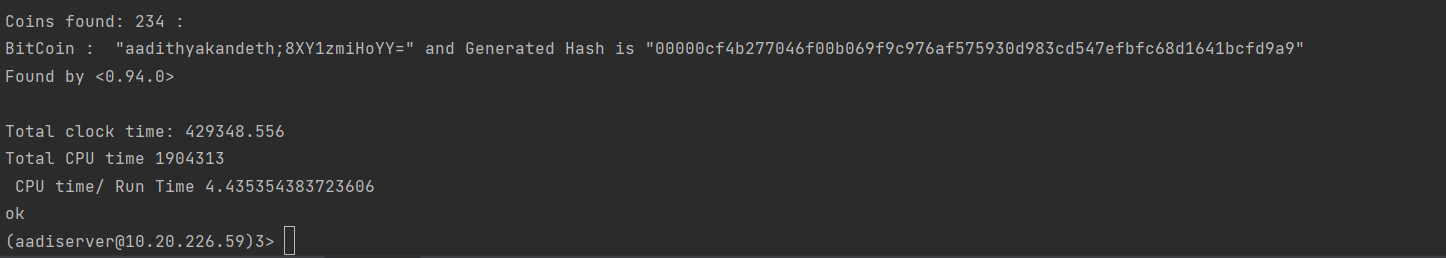 Coins found: 234 :
BitCoin :  "aadithyakandeth;8XY1zmiHoYY=" and Generated Hash is "00000cf4b277046f00b069f9c976af575930d983cd547efbfc68d1641bcfd9a9"
Found by <0.94.0>
Total clock time: 429348.556
Total CPU time 1904313
 CPU time/ Run Time 4.435354383723606
ok
(aadiserver@10.20.226.59)3>